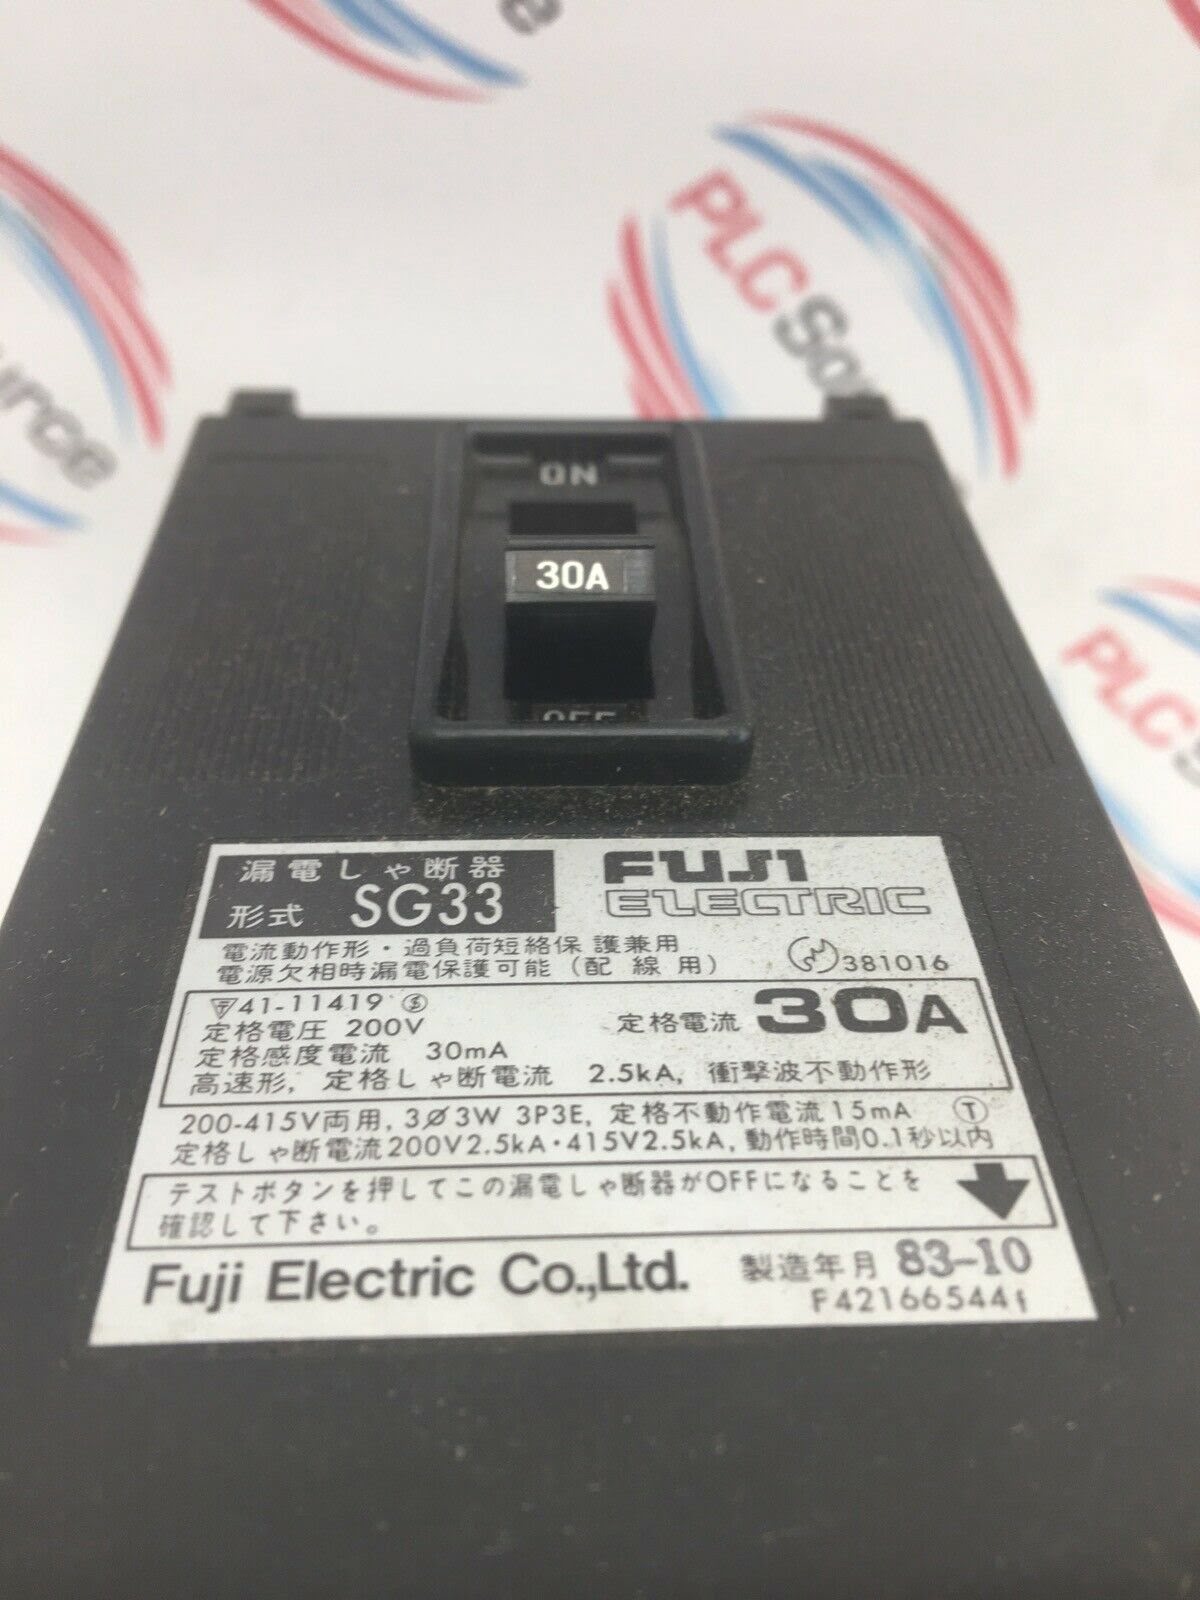 PLC Source
urce
PLC Sou
ON
30A
OFF
漏電しゃ断器
形式 SG33
FUJI
ELECTRIC
電流動作形・過負荷短絡保護兼用
電源欠相時漏電保護可能(配線用)
381016
〒41-11419 Ⓢ
定格電圧 200V
定格電流 30A
定格感度電流 30mA
高速形, 定格しゃ断電流 2.5kA, 衝撃波不動作形
200-415V両用, 3Ø3W 3P3E, 定格不動作電流15mA Ⓣ
定格しゃ断電流200V2.5kA・415V2.5kA, 動作時間0.1秒以内
テストボタンを押してこの漏電しゃ断器がOFFになることを
確認して下さい。
Fuji Electric Co.,Ltd.
製造年月 83-10
F42166544f